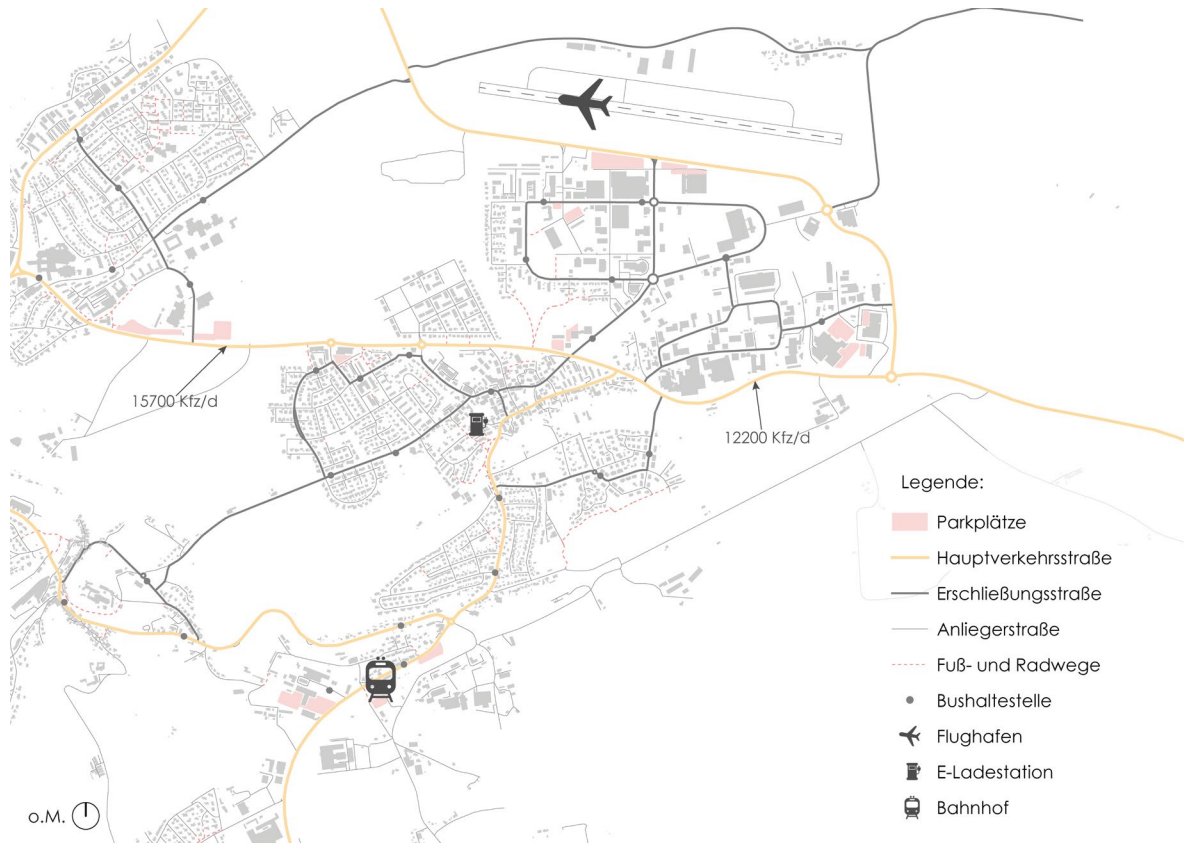 15700 Kfz/d
12200 Kfz/d
Legende:
Parkplätze
Hauptverkehrsstraße
Erschließungsstraße
Anliegerstraße
Fuß- und Radwege
Bushaltestelle
Flughafen
E-Ladestation
Bahnhof
o.M.